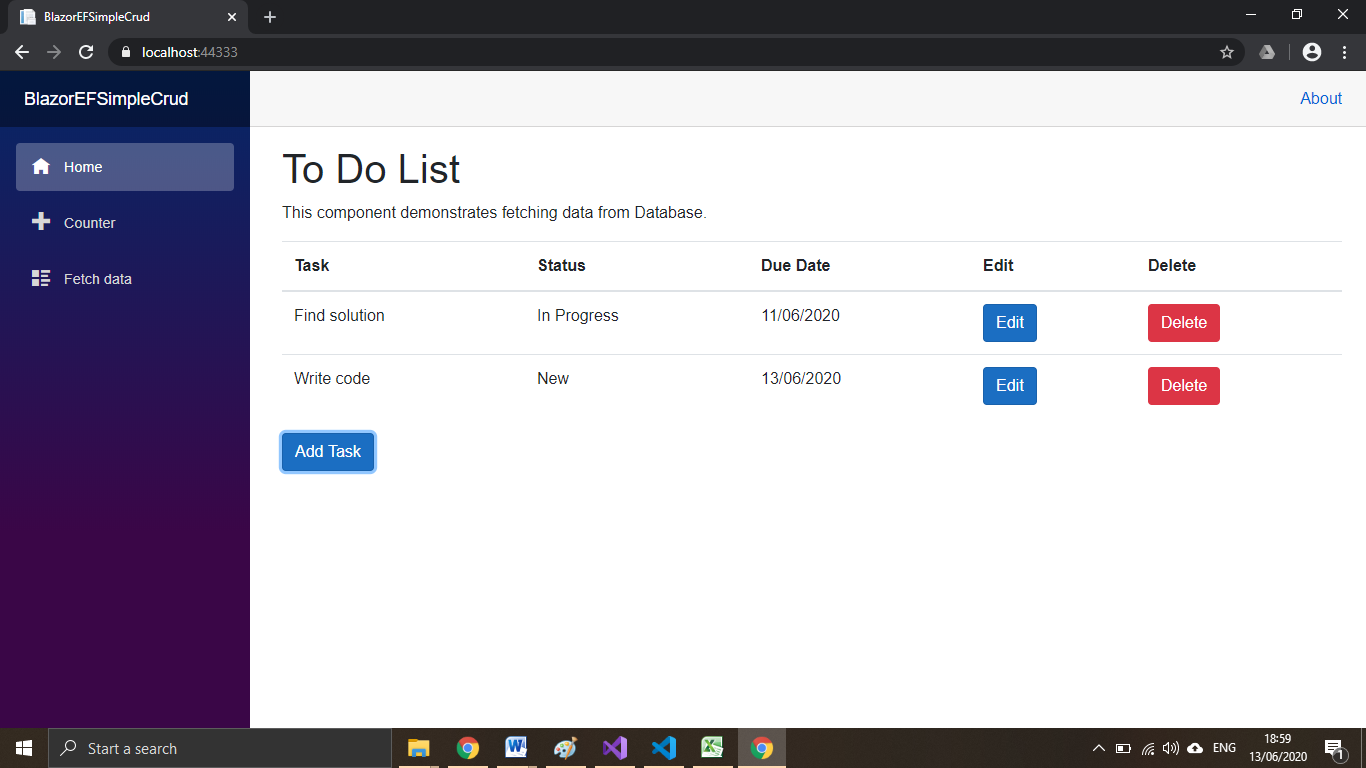 BlazorEFSimpleCrud
localhost:44333
BlazorEFSimpleCrud
About
Home
Counter
Fetch data
To Do List
This component demonstrates fetching data from Database.
Task Status Due Date Edit Delete
Find solution In Progress 11/06/2020 Edit Delete
Write code New 13/06/2020 Edit Delete
Add Task
Start a search
ENG
18:59
13/06/2020
1